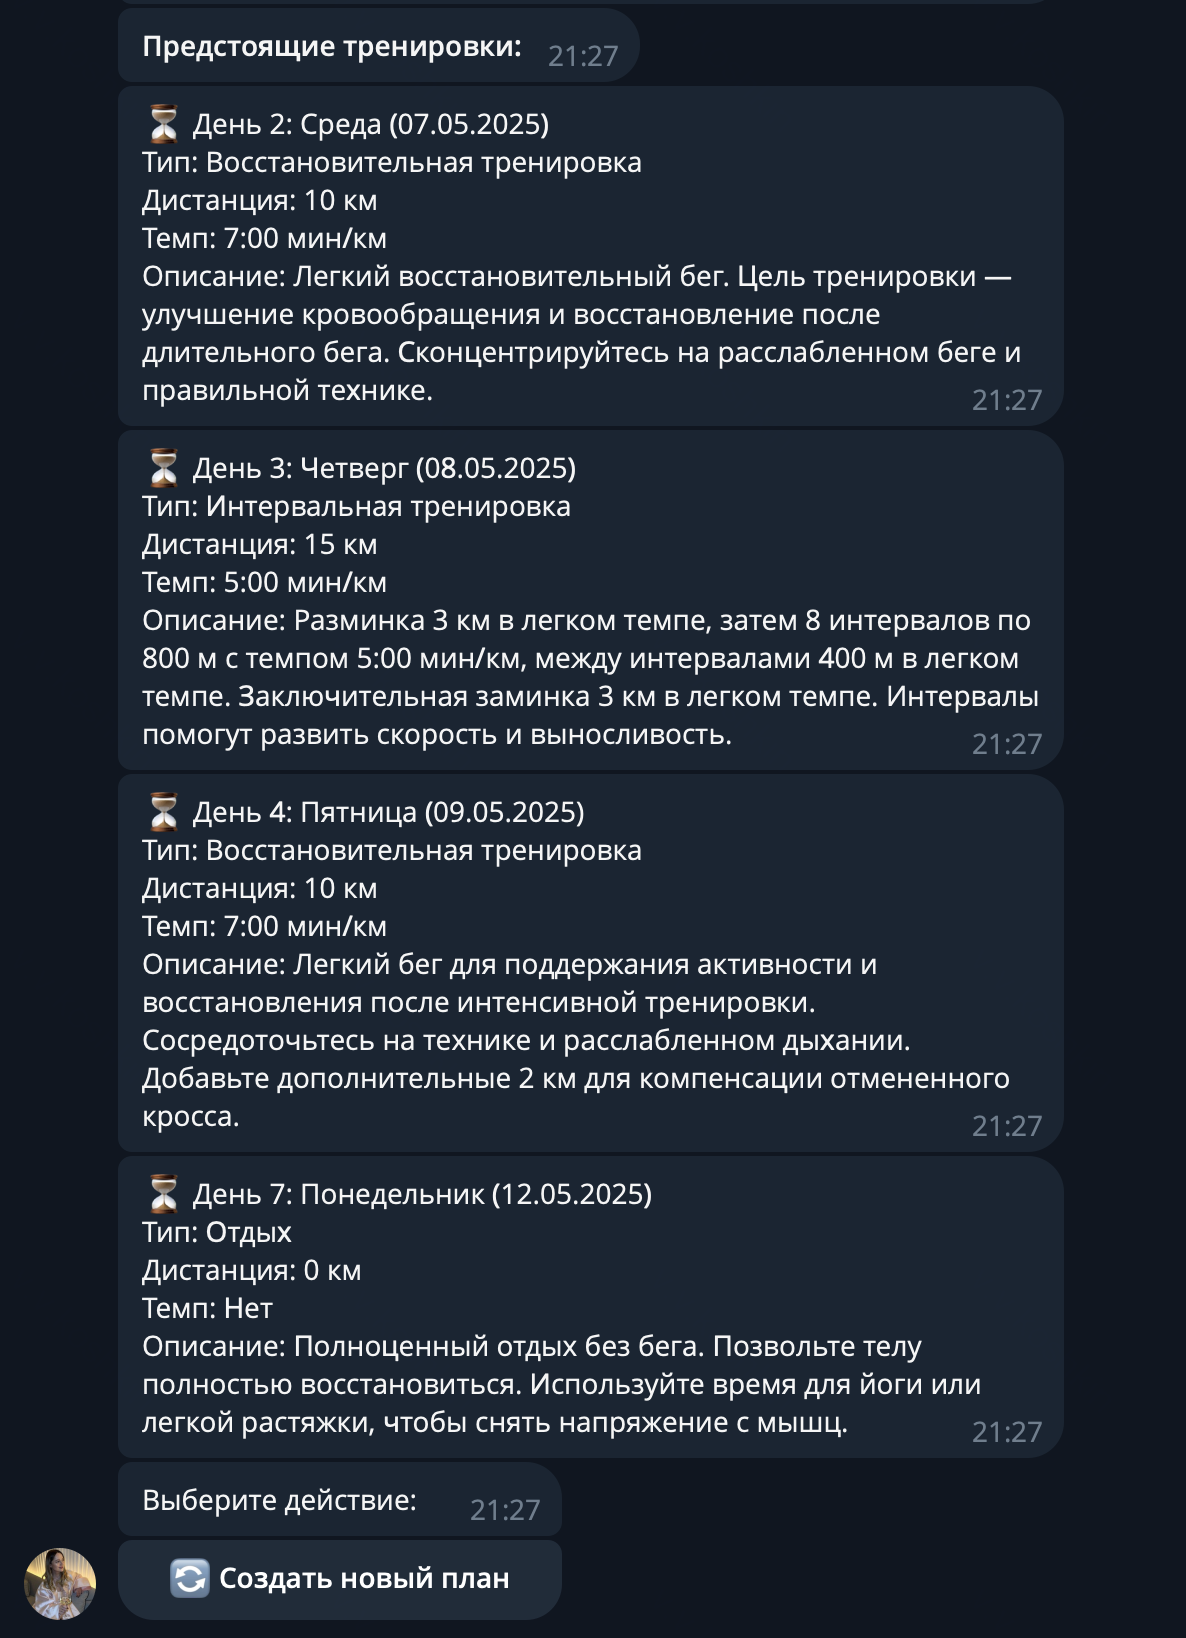 Предстоящие тренировки: 21:27
⏳ День 2: Среда (07.05.2025)
Тип: Восстановительная тренировка
Дистанция: 10 км
Темп: 7:00 мин/км
Описание: Легкий восстановительный бег. Цель тренировки —
улучшение кровообращения и восстановление после
длительного бега. Сконцентрируйтесь на расслабленном беге и
правильной технике. 21:27
⏳ День 3: Четверг (08.05.2025)
Тип: Интервальная тренировка
Дистанция: 15 км
Темп: 5:00 мин/км
Описание: Разминка 3 км в легком темпе, затем 8 интервалов по
800 м с темпом 5:00 мин/км, между интервалами 400 м в легком
темпе. Заключительная заминка 3 км в легком темпе. Интервалы
помогут развить скорость и выносливость. 21:27
⏳ День 4: Пятница (09.05.2025)
Тип: Восстановительная тренировка
Дистанция: 10 км
Темп: 7:00 мин/км
Описание: Легкий бег для поддержания активности и
восстановления после интенсивной тренировки.
Сосредоточьтесь на технике и расслабленном дыхании.
Добавьте дополнительные 2 км для компенсации отмененного
кросса. 21:27
⏳ День 7: Понедельник (12.05.2025)
Тип: Отдых
Дистанция: 0 км
Темп: Нет
Описание: Полноценный отдых без бега. Позвольте телу
полностью восстановиться. Используйте время для йоги или
легкой растяжки, чтобы снять напряжение с мышц. 21:27
Выберите действие: 21:27
🔄 Создать новый план